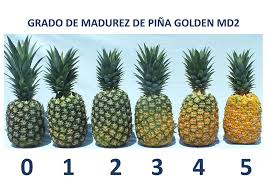 GRADO DE MADUREZ DE PIÑA GOLDEN MD2
0 1 2 3 4 5